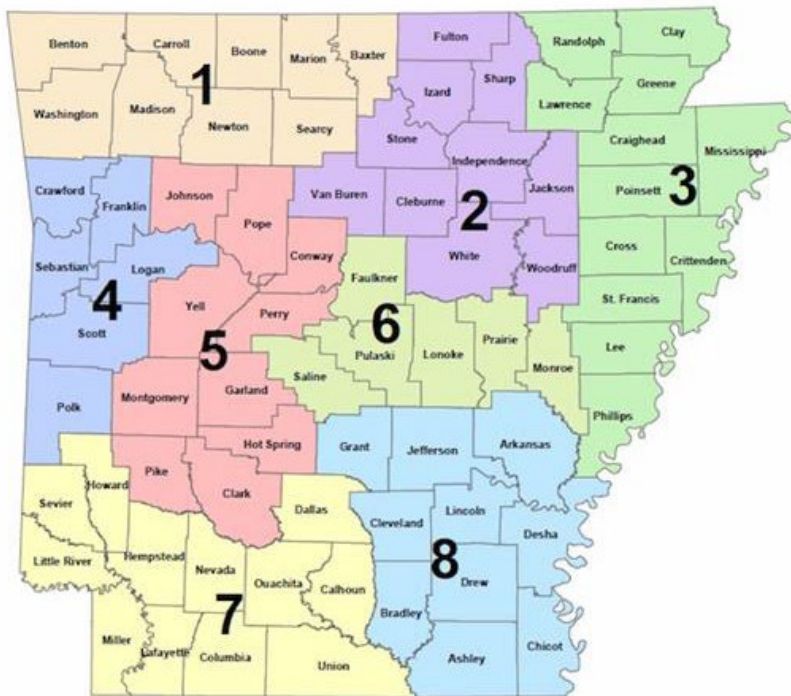 Benton
Carroll
Boone
Marion
Baxter
Fulton
Randolph
Clay
1
Izard
Sharp
Greene
Washington
Madison
Newton
Searcy
Lawrence
Stone
Craighead
Mississippi
Independence
Crawford
Franklin
Johnson
Pope
Van Buren
Cleburne
2
Jackson
Poinsett
3
Conway
Cross
Crittenden
Sebastian
Logan
White
Woodruff
Faulkner
4
Yell
Perry
St. Francis
Scott
5
6
Pulaski
Lonoke
Prairie
Monroe
Lee
Saline
Montgomery
Garland
Polk
Phillips
Hot Spring
Grant
Jefferson
Arkansas
Pike
Clark
Sevier
Howard
Dallas
Cleveland
Lincoln
Desha
Little River
Hempstead
Nevada
Ouachita
Calhoun
8
Drew
7
Bradley
Miller
Lafayette
Columbia
Union
Ashley
Chicot